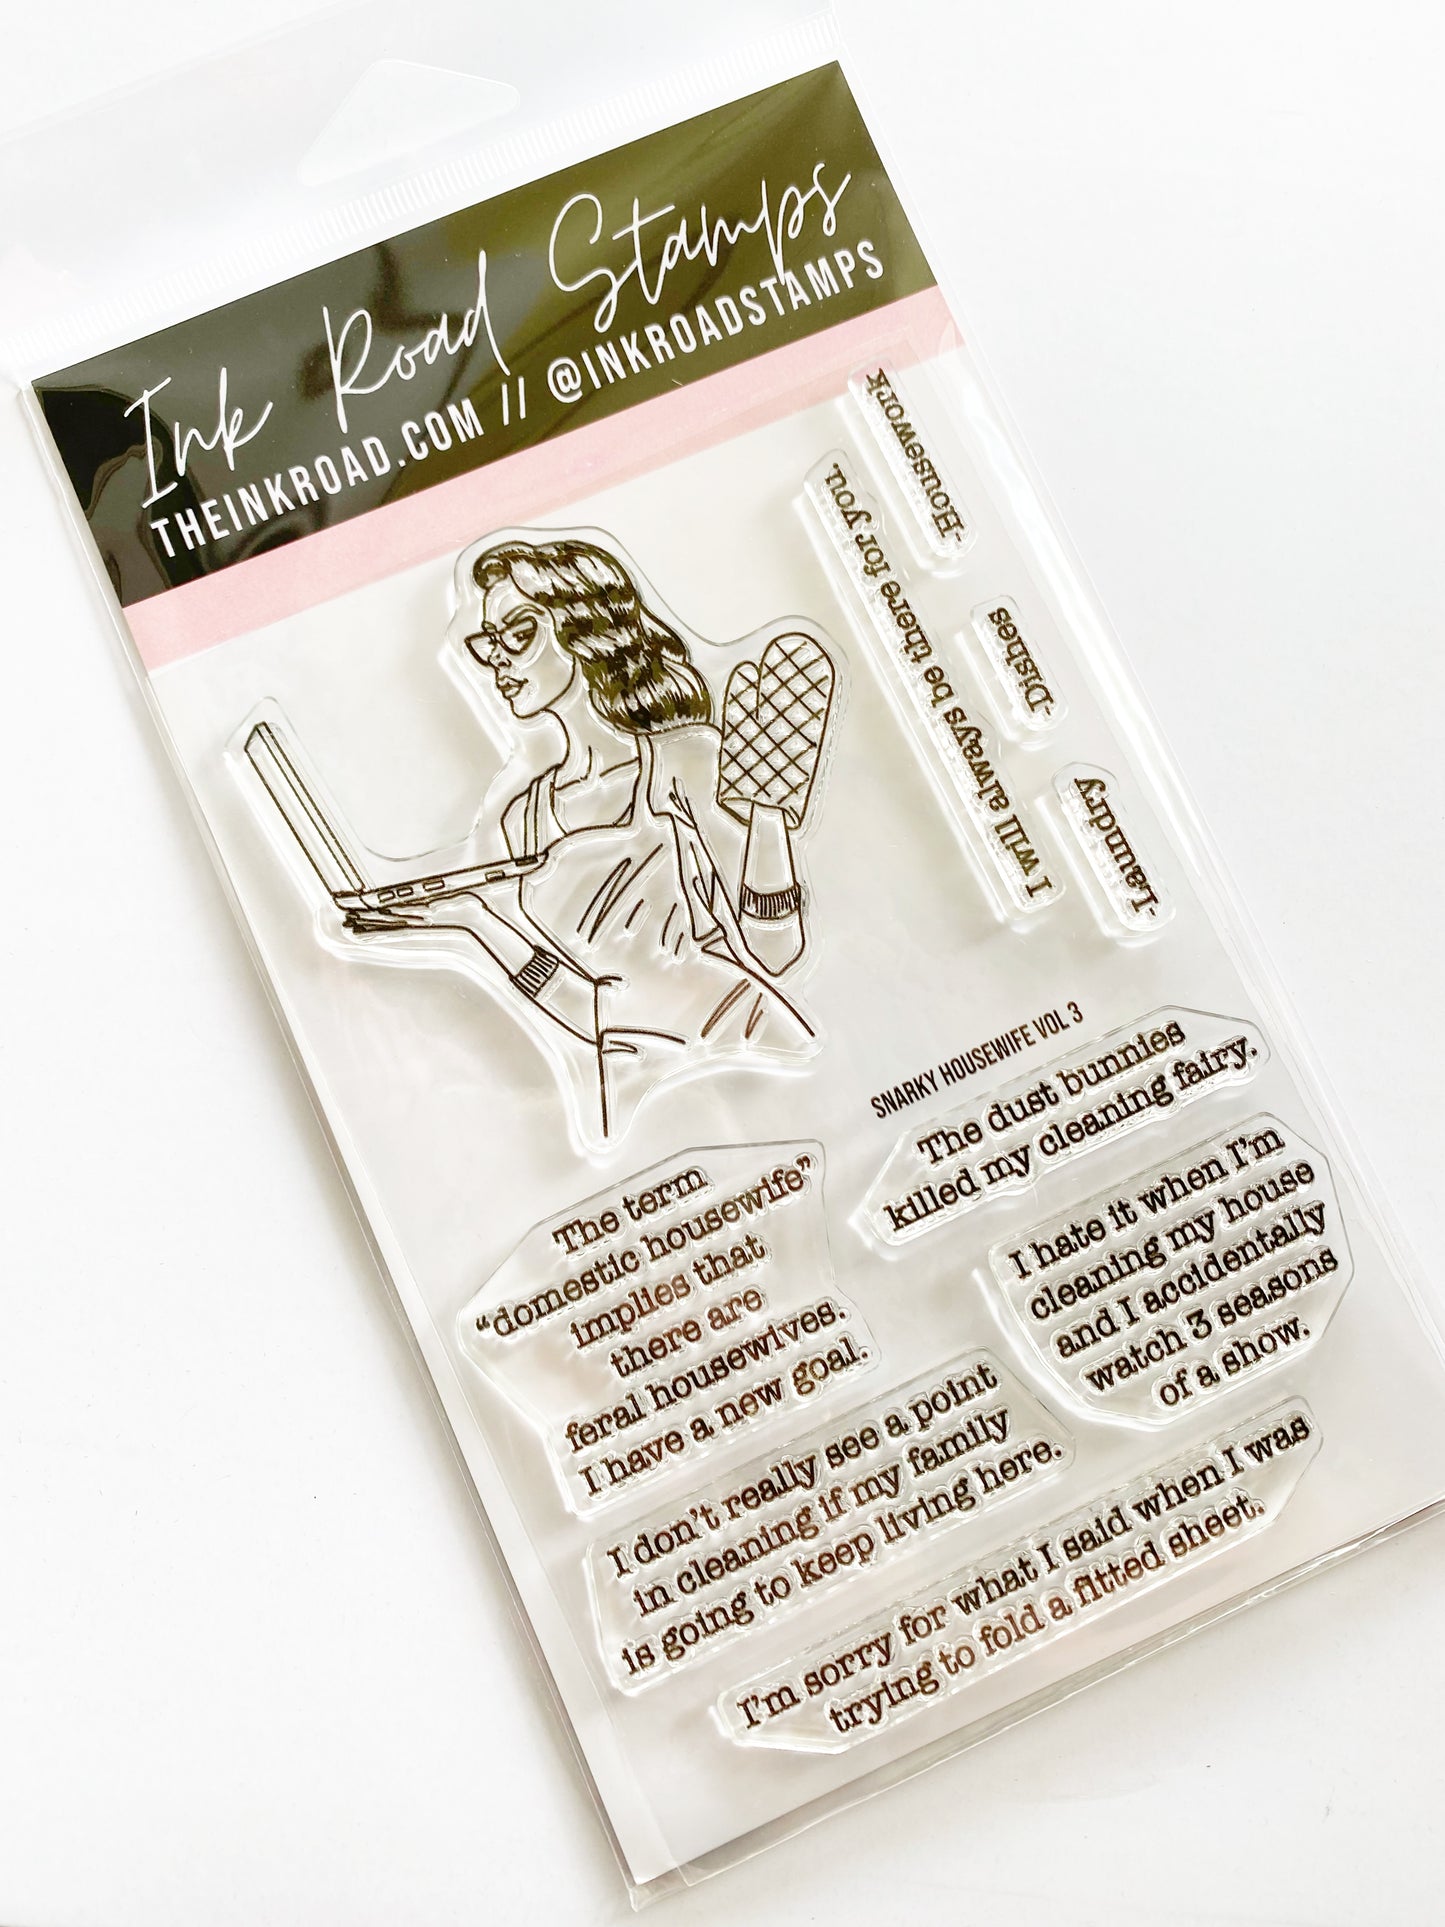 Ink Road Stamps
THEINKROAD.COM // @INKROADSTAMPS
-Housework
I will always be there for you.
-Dishes
-Laundry
SNARKY HOUSEWIFE VOL 3
The dust bunnies
killed my cleaning fairy.
The term
“domestic housewife”
implies that
there are
feral housewives.
I have a new goal.
I hate it when I’m
cleaning my house
and I accidentally
watch 3 seasons
of a show.
I don’t really see a point
in cleaning if my family
is going to keep living here.
I’m sorry for what I said when I was
trying to fold a fitted sheet.